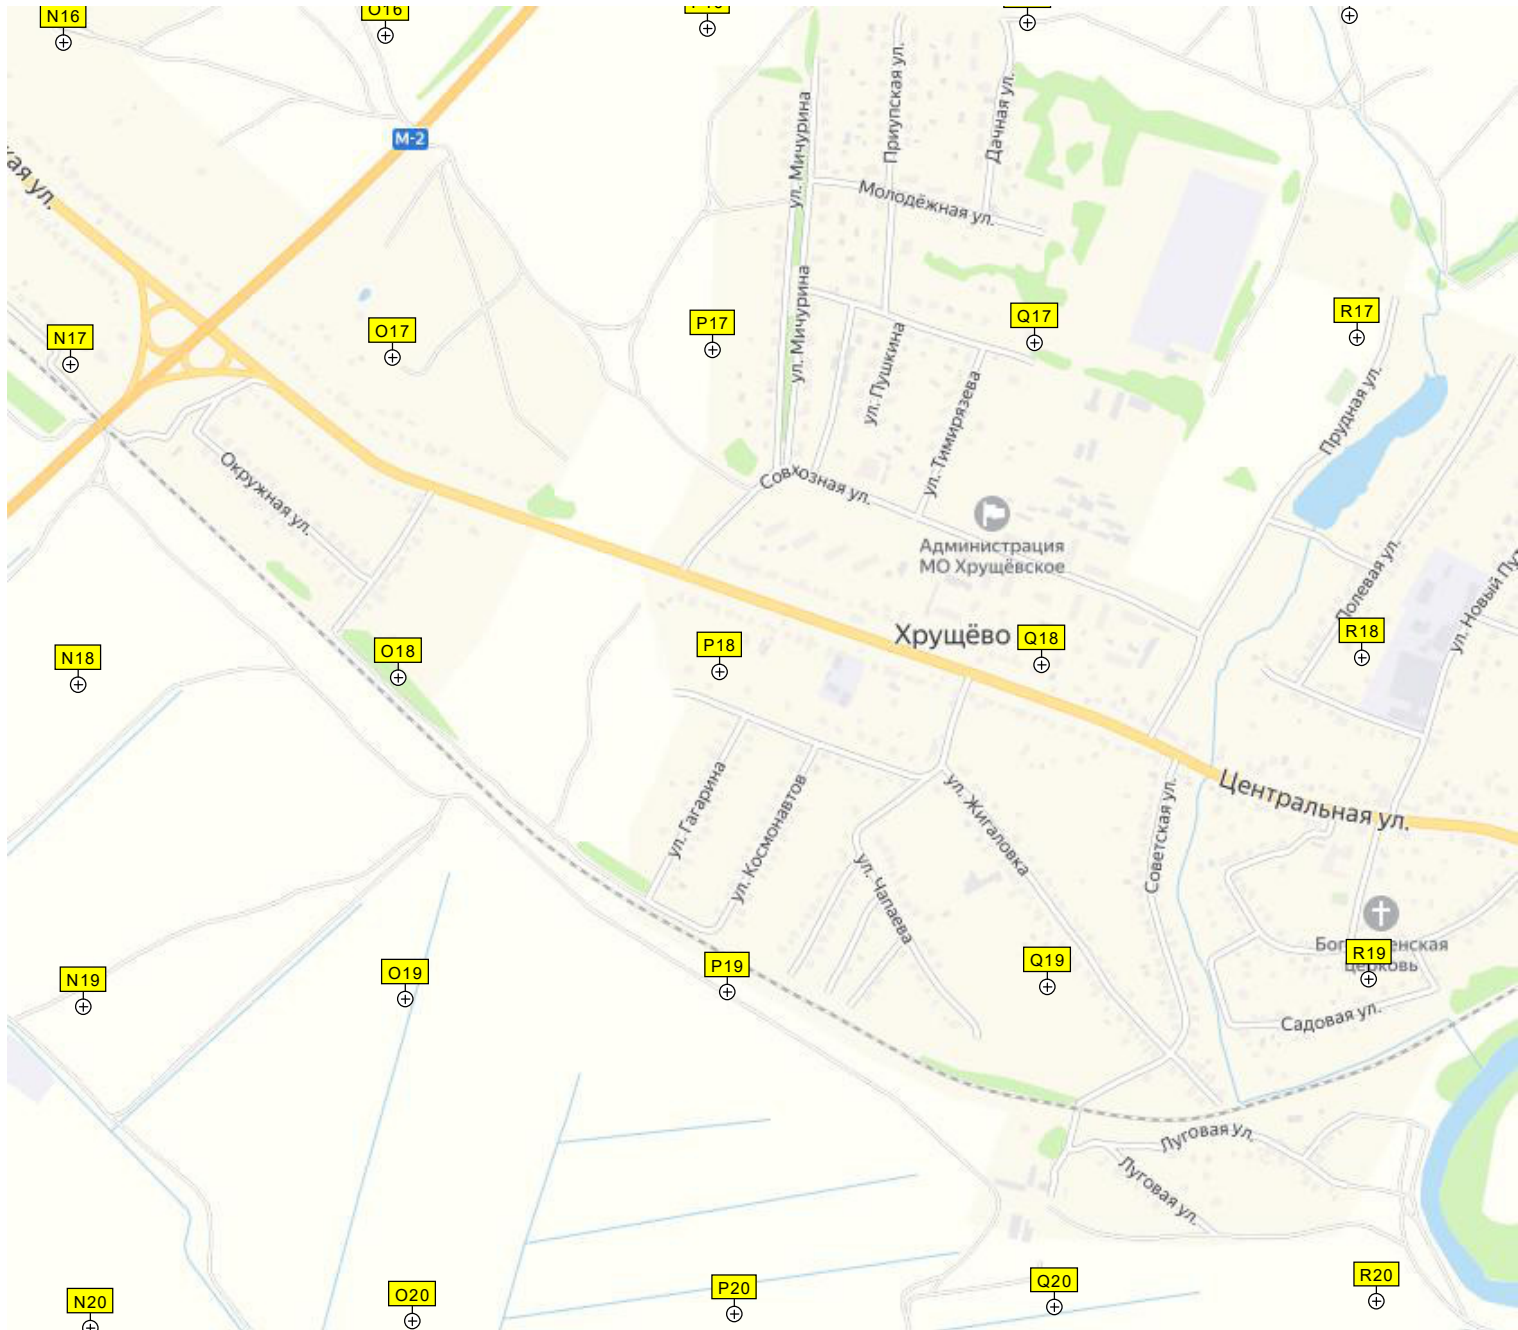 N16
O16
M-2
ул. Мичурина
Приупская ул.
Дачная ул.
Молодёжная ул.
кая ул.
N17
O17
P17
ул. Мичурина
Q17
R17
ул. Пушкина
ул. Тимирязева
Прудная ул.
Окружная ул.
Совхозная ул.
Администрация
МО Хрущёвское
Полевая ул.
ул. Новый Пут
N18
O18
P18
Хрущёво
Q18
R18
ул. Гагарина
ул. Космонавтов
ул. Жигаловка
Советская ул.
Центральная ул.
ул. Чапаева
N19
O19
P19
Q19
R19
церковь
Садовая ул.
Луговая ул.
Луговая ул.
N20
O20
P20
Q20
R20